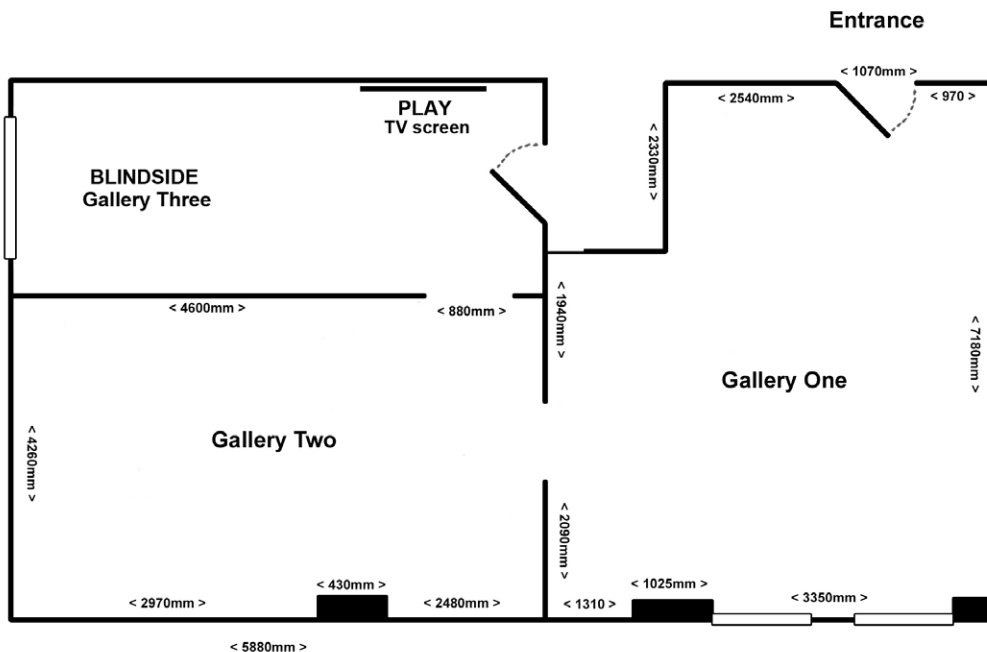 Entrance
< 1070mm >
< 2540mm >
< 970 >
PLAY
TV screen
< 2330mm >
BLINDSIDE
Gallery Three
< 4600mm >
< 880mm >
< 1940mm >
< 7180mm >
Gallery One
Gallery Two
< 4260mm >
< 2090mm >
< 430mm >
< 1025mm >
< 2970mm >
< 2480mm >
< 1310 >
< 3350mm >
< 5880mm >